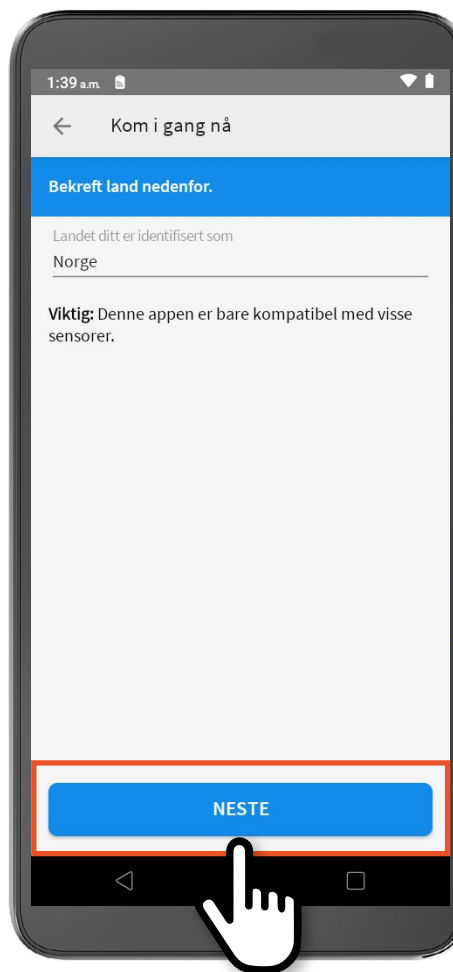 1:39 a.m.
Kom i gang nå
Bekreft land nedenfor.
Landet ditt er identifisert som
Norge
Viktig: Denne appen er bare kompatibel med visse
sensorer.
NESTE